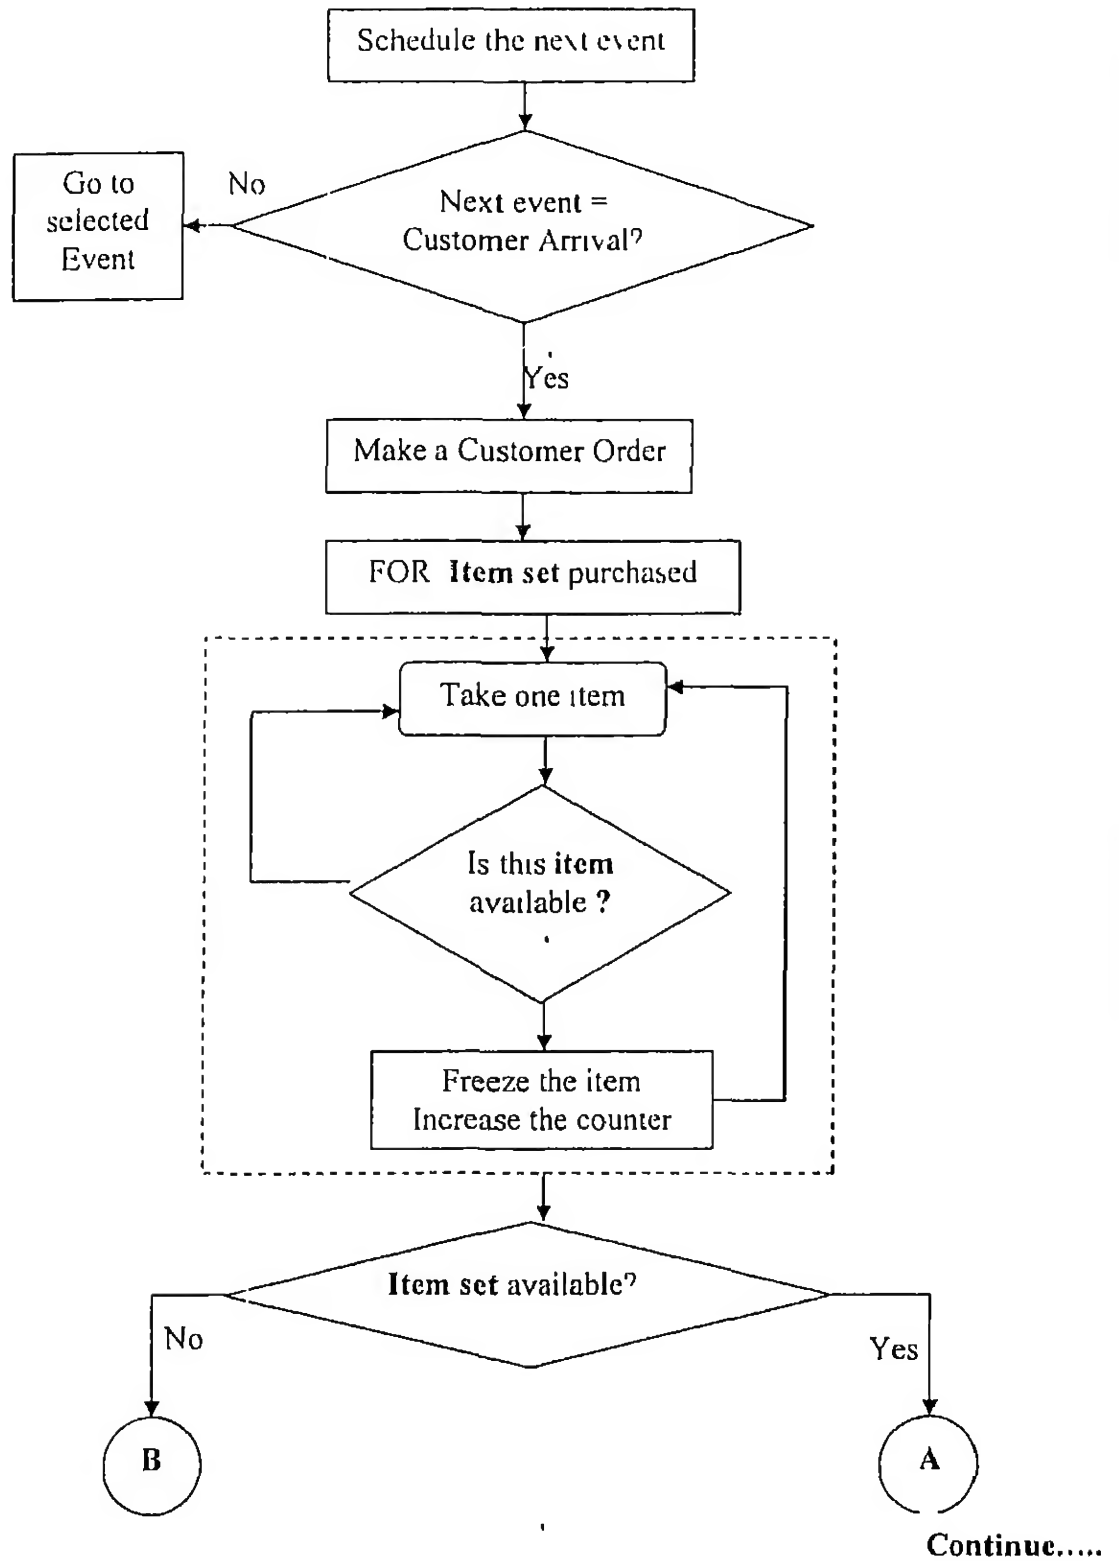 Schedule the next event
No
Go to
selected
Event
Next event =
Customer Arrival?
Yes
Make a Customer Order
FOR Item set purchased
Take one item
Is this item
available ?
Freeze the item
Increase the counter
Item set available?
No
Yes
B
A
Continue.....